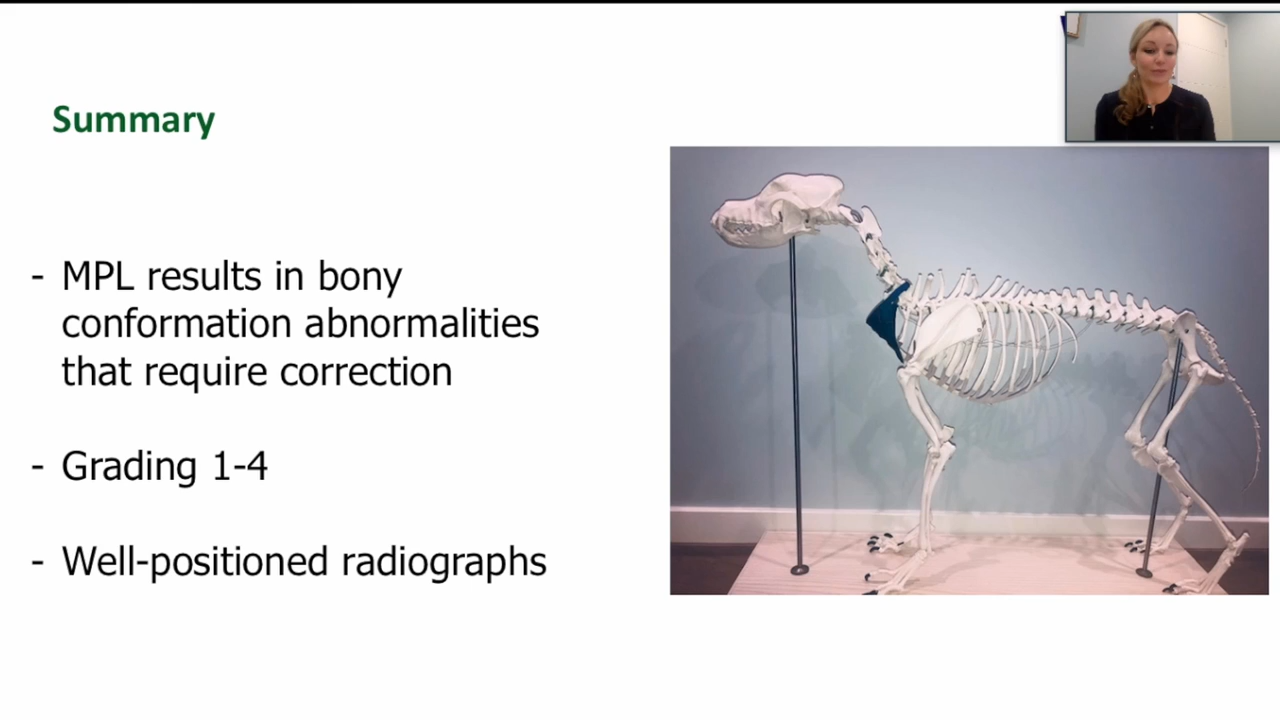 Summary
- MPL results in bony
conformation abnormalities
that require correction
- Grading 1-4
- Well-positioned radiographs